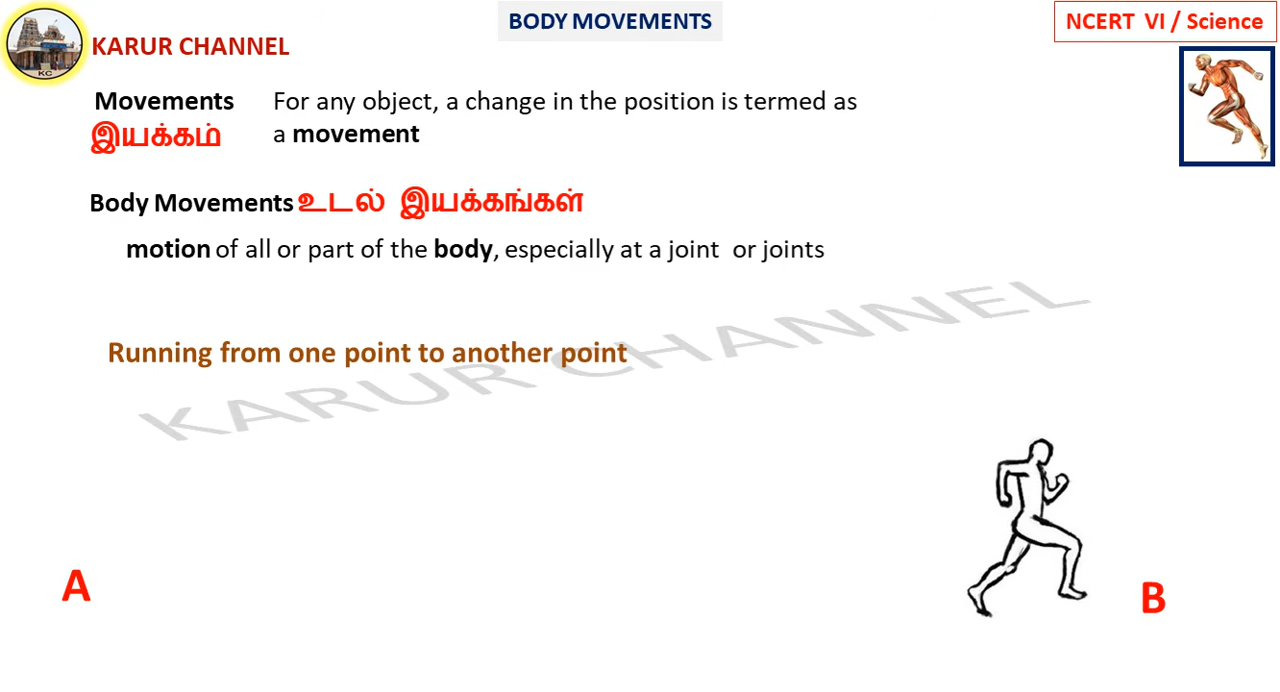 BODY MOVEMENTS
NCERT VI / Science
KARUR CHANNEL
KC
Movements For any object, a change in the position is termed as
இயக்கம் a movement
Body Movements உடல் இயக்கங்கள்
motion of all or part of the body, especially at a joint or joints
KARUR CHANNEL
Running from one point to another point
A
B